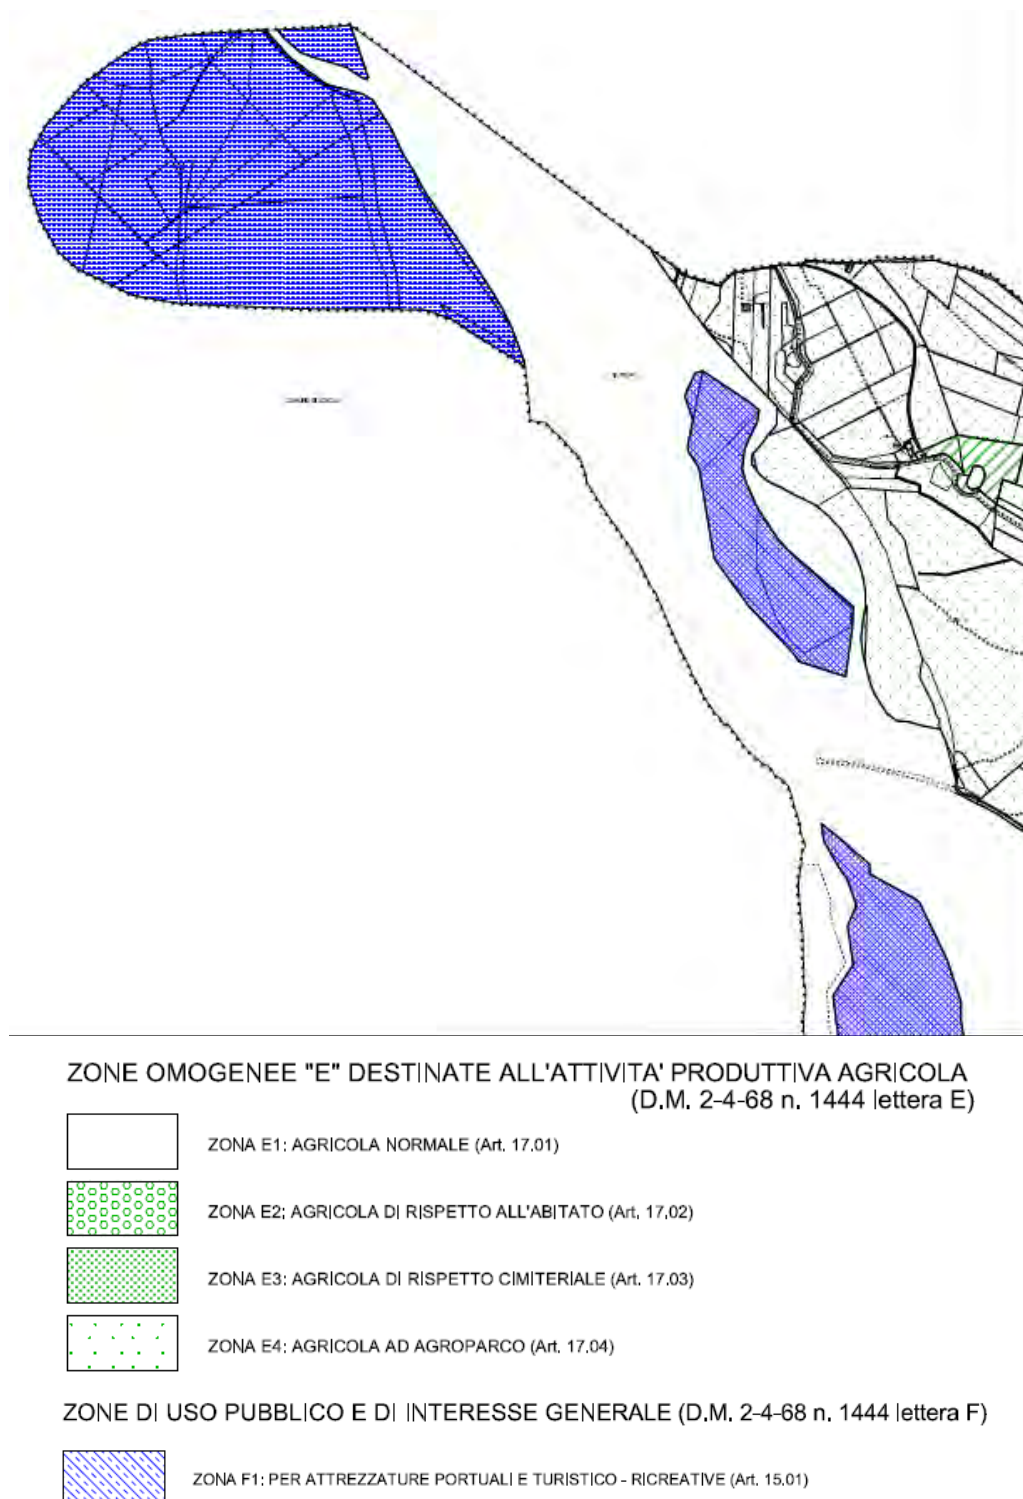 ZONE OMOGENEE "E" DESTINATE ALL'ATTIVITA' PRODUTTIVA AGRICOLA
(D.M. 2-4-68 n. 1444 lettera E)
ZONA E1: AGRICOLA NORMALE (Art. 17.01)
ZONA E2: AGRICOLA DI RISPETTO ALL'ABITATO (Art. 17.02)
ZONA E3: AGRICOLA DI RISPETTO CIMITERIALE (Art. 17.03)
ZONA E4: AGRICOLA AD AGROPARCO (Art. 17.04)
ZONE DI USO PUBBLICO E DI INTERESSE GENERALE (D.M. 2-4-68 n. 1444 lettera F)
ZONA F1: PER ATTREZZATURE PORTUALI E TURISTICO - RICREATIVE (Art. 15.01)